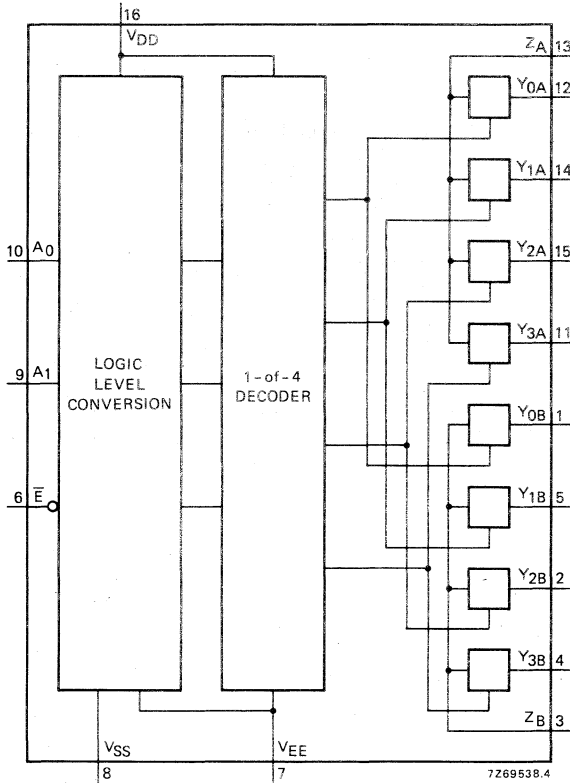 16
VDD
ZA 13
Y0A 12
Y1A 14
10 A0
Y2A 15
Y3A 11
9 A1
LOGIC
LEVEL
CONVERSION
1-of-4
DECODER
Y0B 1
6 E̅
Y1B 5
Y2B 2
Y3B 4
ZB 3
VSS
8
VEE
7
7Z69538.4